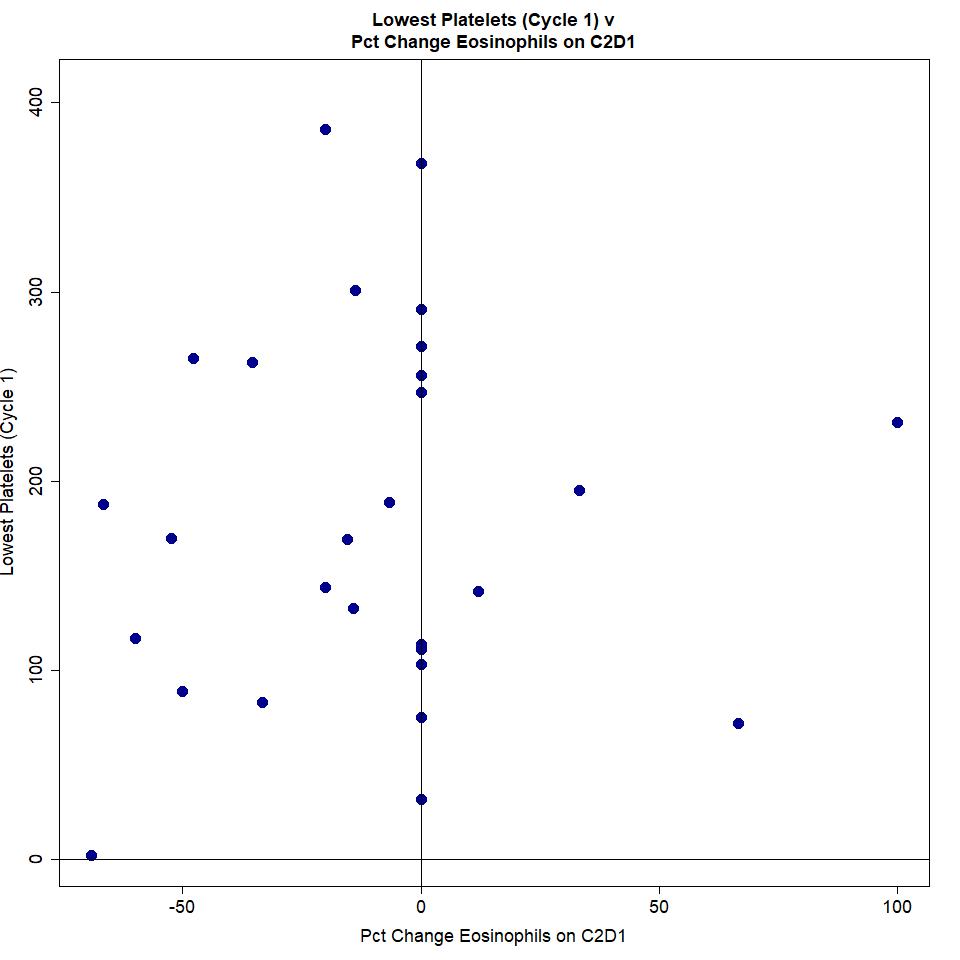 Lowest Platelets (Cycle 1) v
Pct Change Eosinophils on C2D1
400
300
200
100
0
Lowest Platelets (Cycle 1)
-50
0
50
100
Pct Change Eosinophils on C2D1